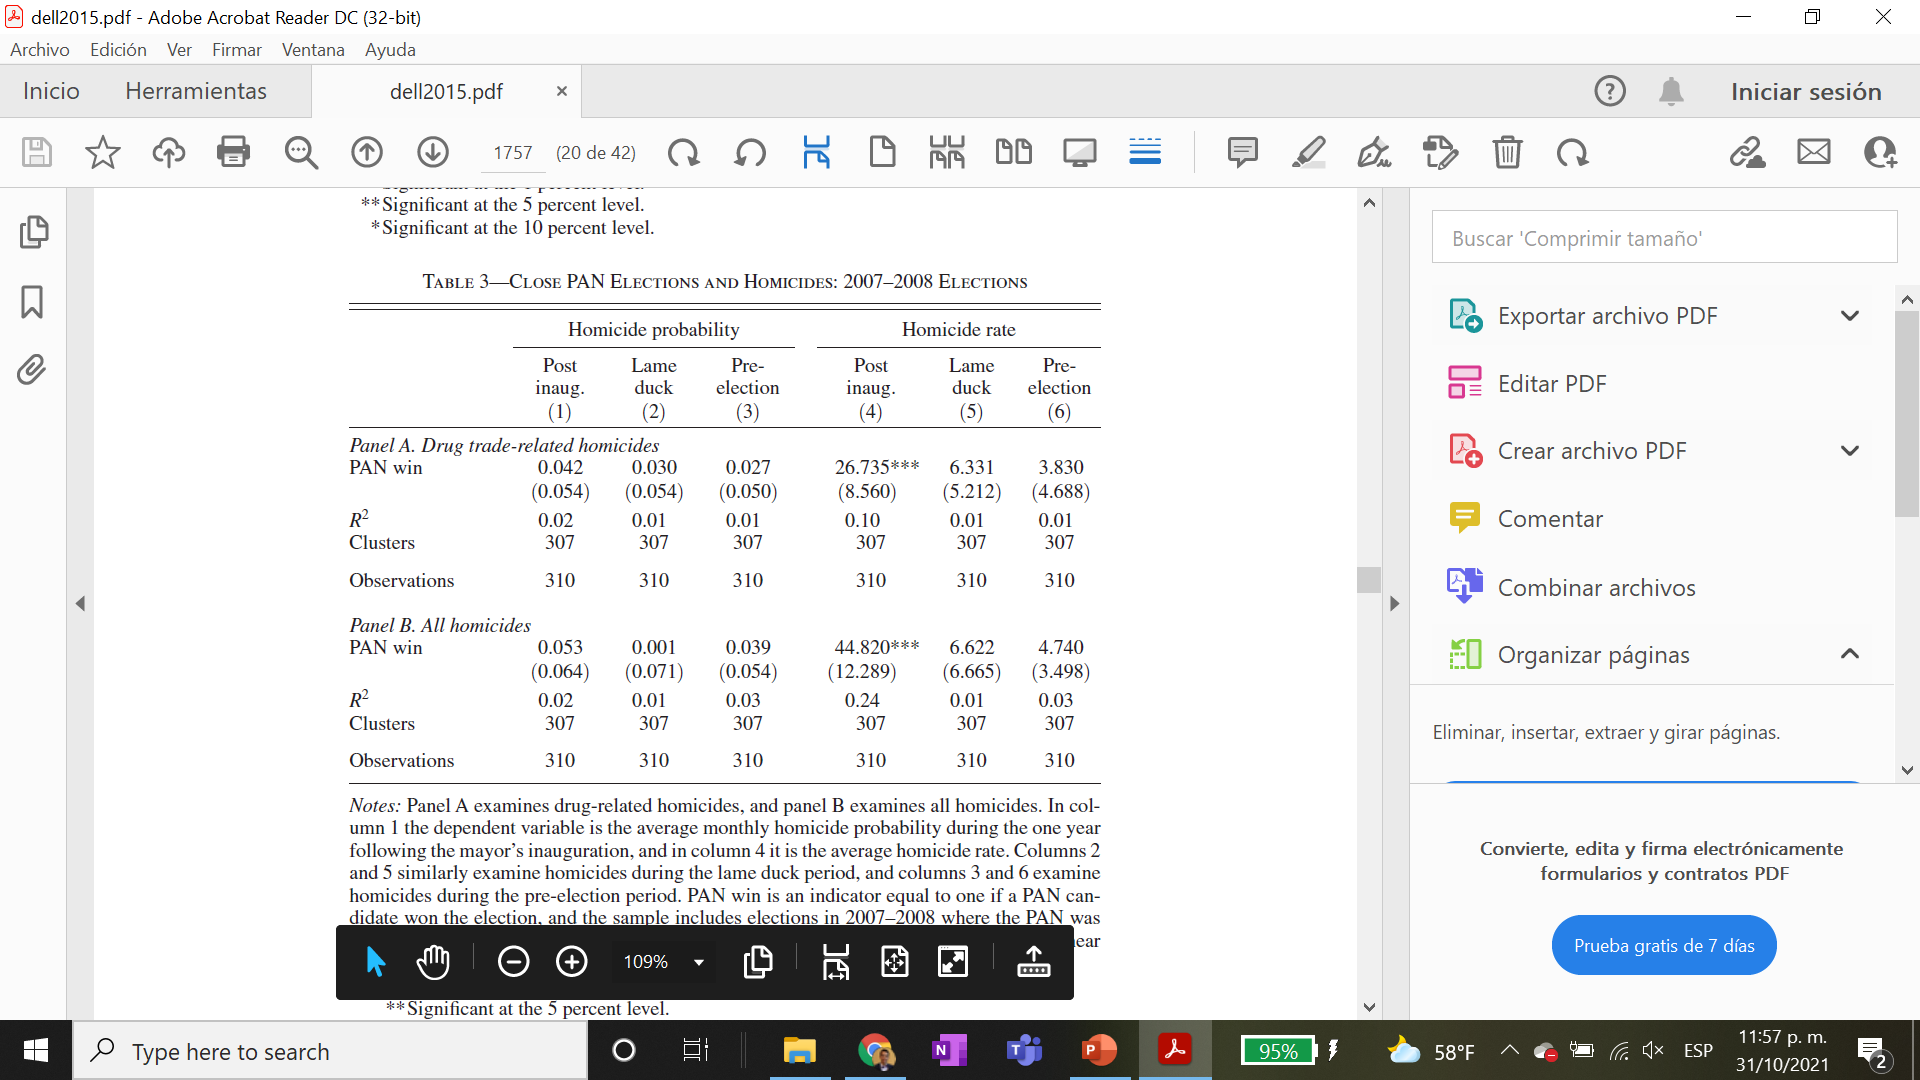 dell2015.pdf - Adobe Acrobat Reader DC (32-bit)
Archivo Edición Ver Firmar Ventana Ayuda
Inicio Herramientas dell2015.pdf × Iniciar sesión
1757 (20 de 42)
** Significant at the 5 percent level.
* Significant at the 10 percent level.
Table 3—Close PAN Elections and Homicides: 2007–2008 Elections
Homicide probability Homicide rate
Post Lame Pre- Post Lame Pre-
inaug. duck election inaug. duck election
(1) (2) (3) (4) (5) (6)
Panel A. Drug trade-related homicides
PAN win 0.042 0.030 0.027 26.735*** 6.331 3.830
(0.054) (0.054) (0.050) (8.560) (5.212) (4.688)
R2 0.02 0.01 0.01 0.10 0.01 0.01
Clusters 307 307 307 307 307 307
Observations 310 310 310 310 310 310
Panel B. All homicides
PAN win 0.053 0.001 0.039 44.820*** 6.622 4.740
(0.064) (0.071) (0.054) (12.289) (6.665) (3.498)
R2 0.02 0.01 0.03 0.24 0.01 0.03
Clusters 307 307 307 307 307 307
Observations 310 310 310 310 310 310
Notes: Panel A examines drug-related homicides, and panel B examines all homicides. In col-
umn 1 the dependent variable is the average monthly homicide probability during the one year
following the mayor's inauguration, and in column 4 it is the average homicide rate. Columns 2
and 5 similarly examine homicides during the lame duck period, and columns 3 and 6 examine
homicides during the pre-election period. PAN win is an indicator equal to one if a PAN can-
didate won the election, and the sample includes elections in 2007–2008 where the PAN was
109%
** Significant at the 5 percent level.
Buscar 'Comprimir tamaño'
Exportar archivo PDF
Editar PDF
Crear archivo PDF
Comentar
Combinar archivos
Organizar páginas
Eliminar, insertar, extraer y girar páginas.
Convierte, edita y firma electrónicamente
formularios y contratos PDF
Prueba gratis de 7 días
Type here to search
95% 58°F ESP 11:57 p. m.
31/10/2021
2